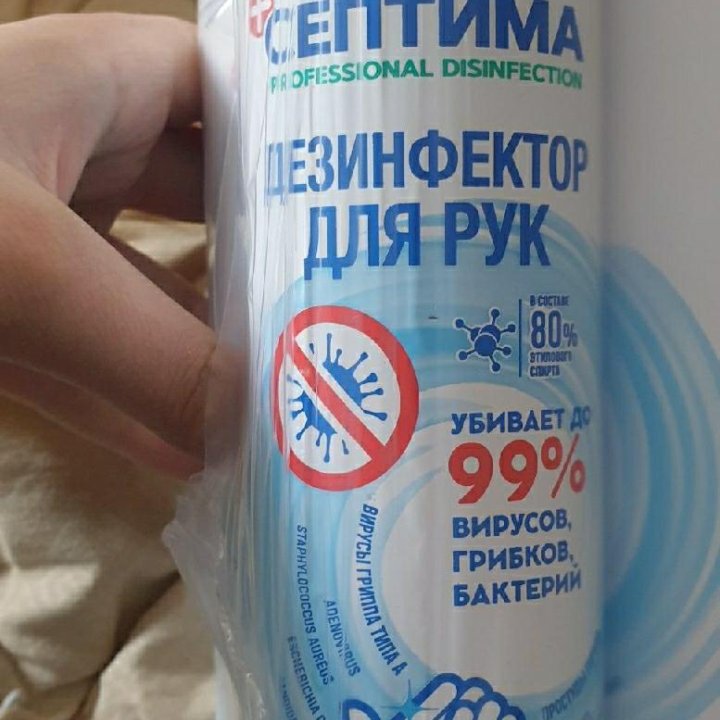 СЕПТИМА
PROFESSIONAL DISINFECTION
ДЕЗИНФЕКТОР
ДЛЯ РУК
В СОСТАВЕ
80%
ЭТИЛОВОГО
СПИРТА
УБИВАЕТ ДО
99%
ВИРУСОВ,
ГРИБКОВ,
БАКТЕРИЙ
ВИРУСЫ ГРИППА ТИПА А
ADENOVIRUS
STAPHYLOCOCCUS AUREUS
ESCHERICHIA